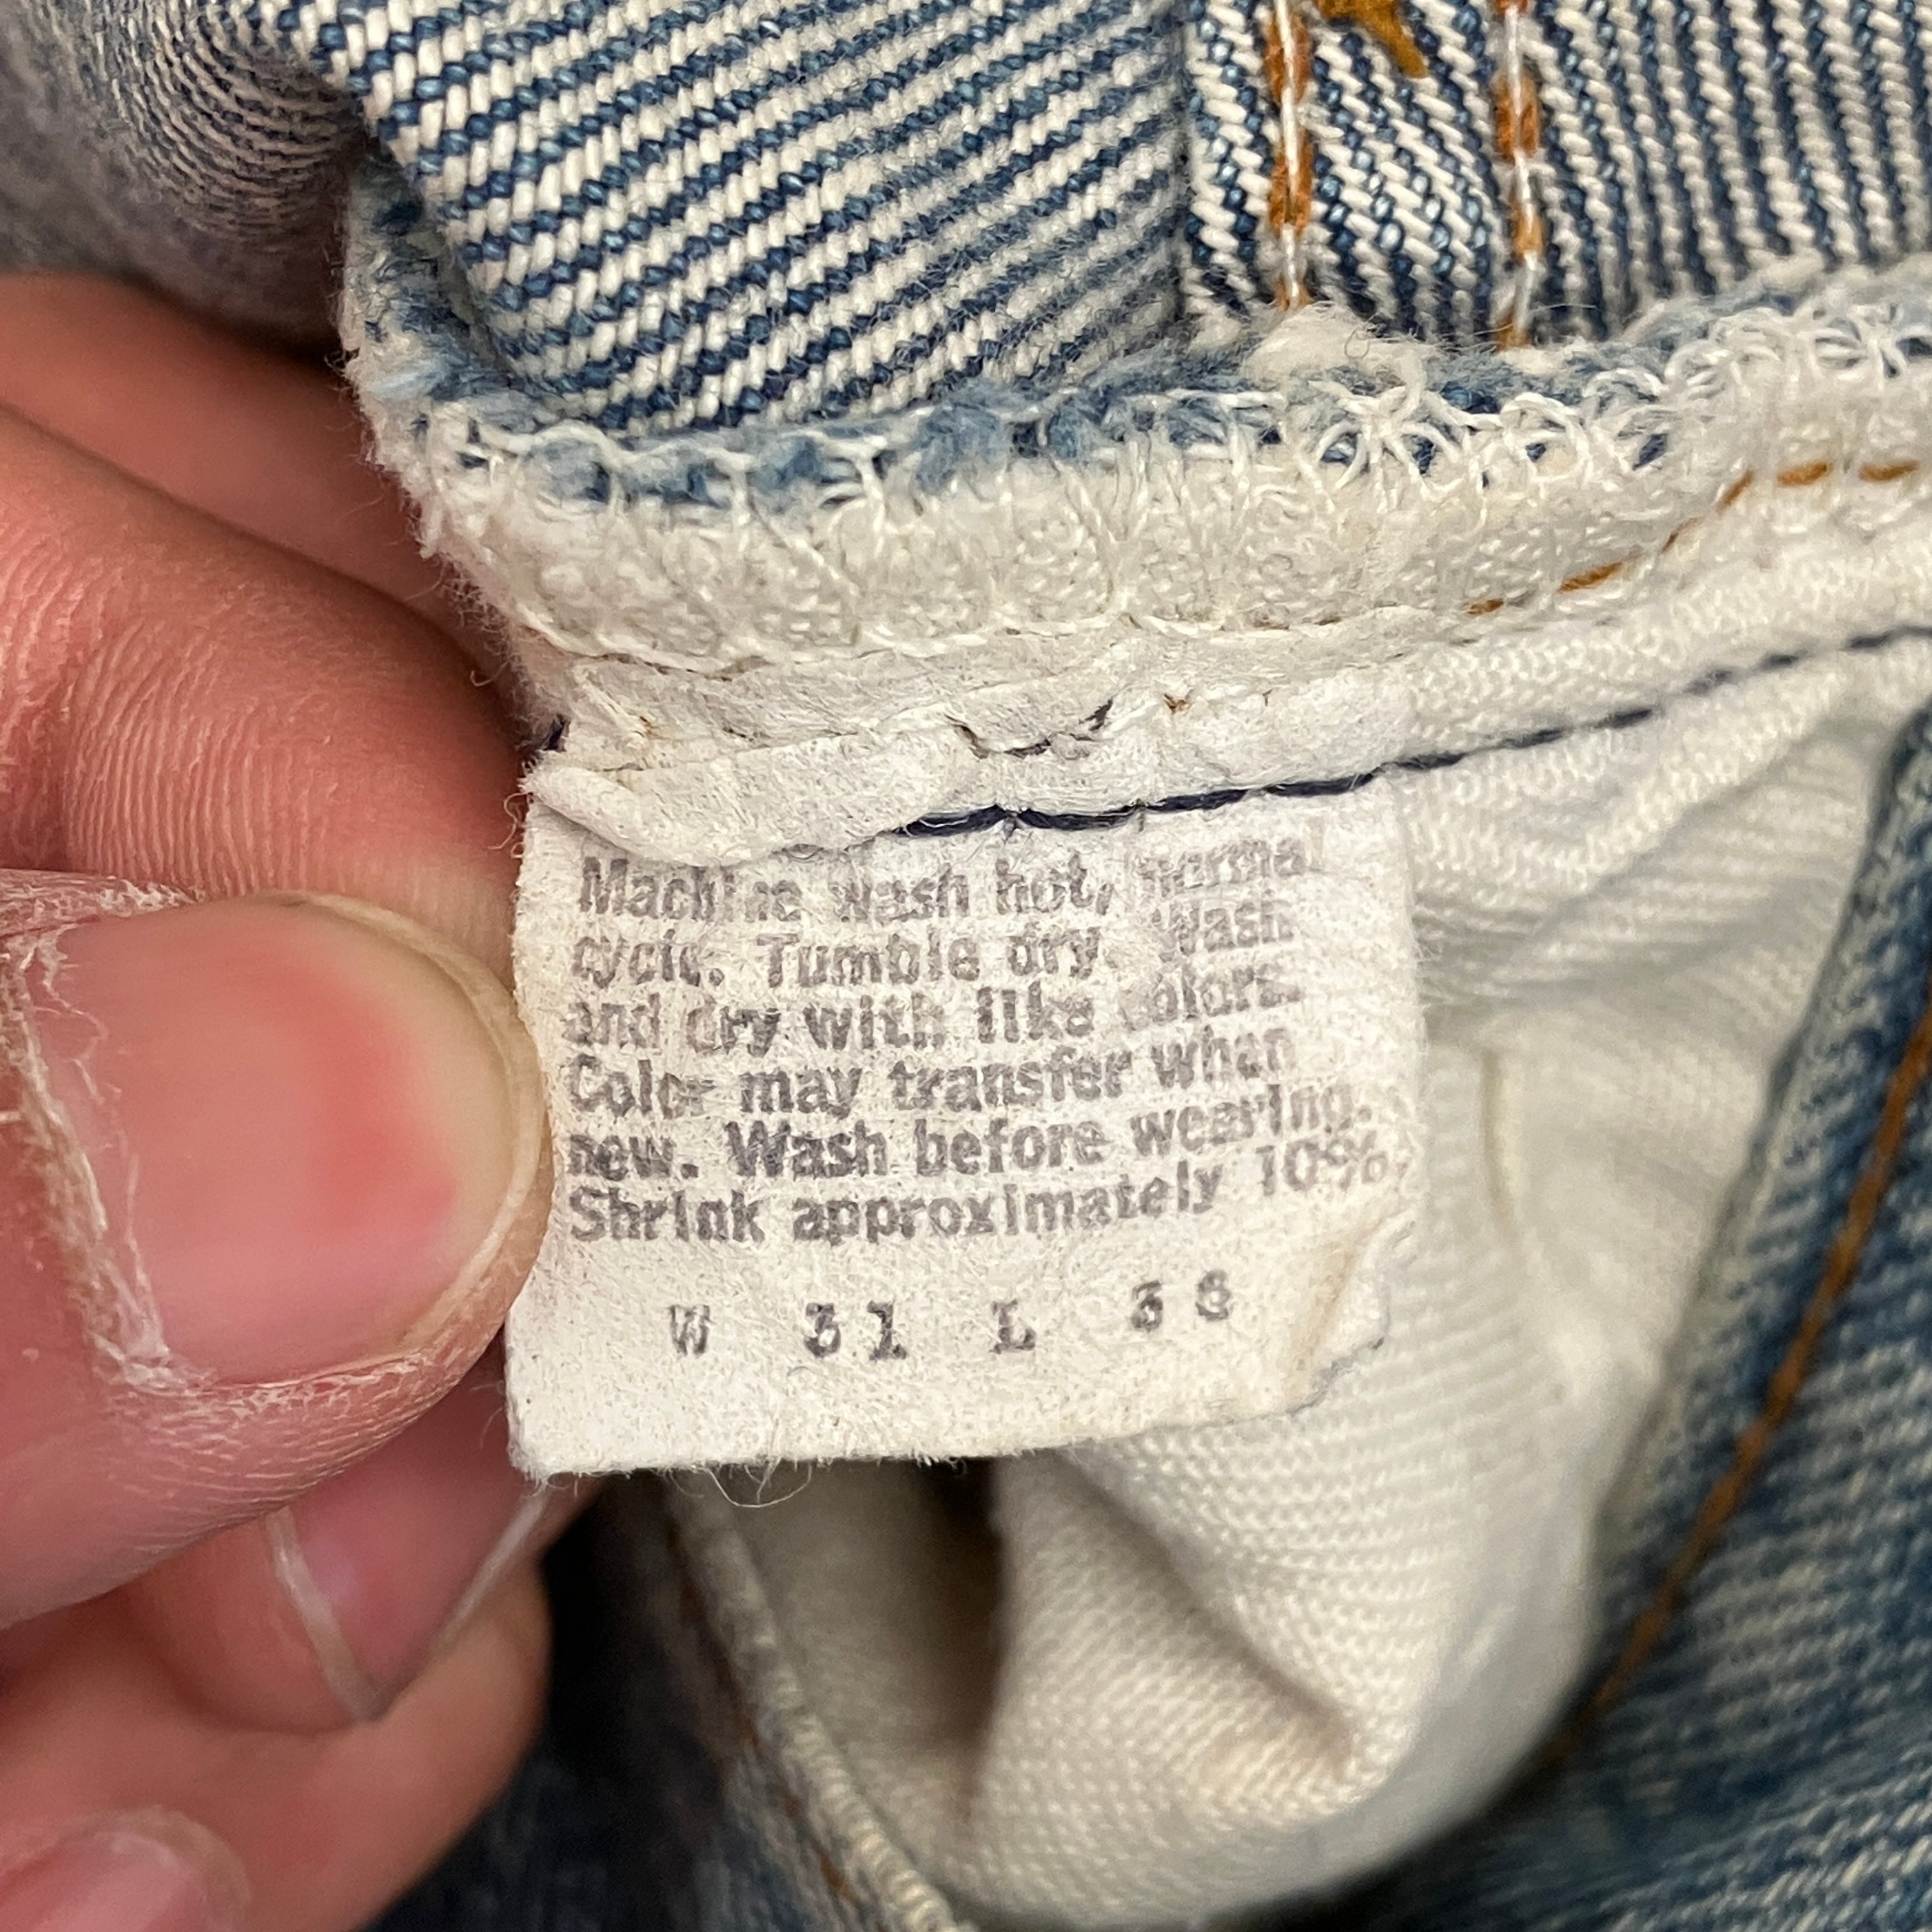 Machine wash hot, normal
cycle. Tumble dry. Wash
and dry with like colors.
Color may transfer when
new. Wash before wearing.
Shrink approximately 10%
W 31 L 36